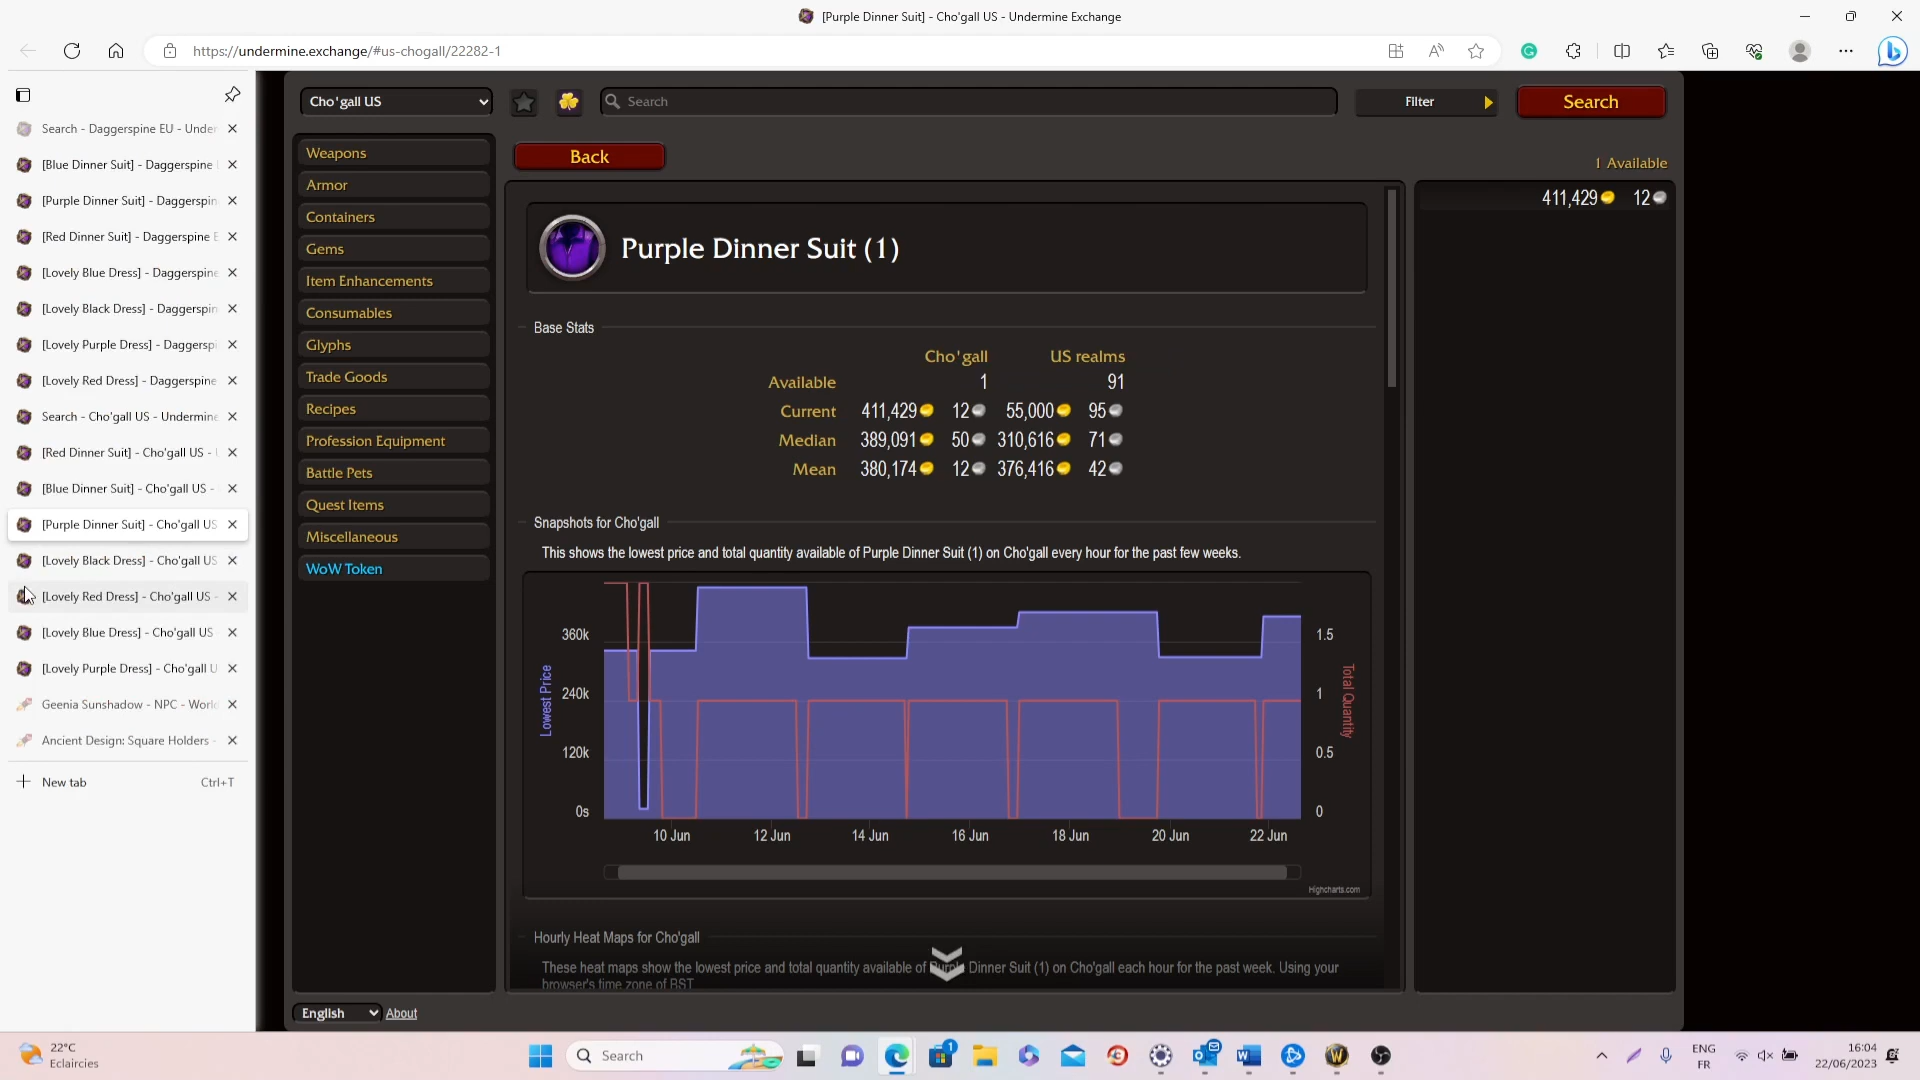 [Purple Dinner Suit] - Cho'gall US - Undermine Exchange
https://undermine.exchange/#us-chogall/22282-1
Search - Daggerspine EU - Under
[Blue Dinner Suit] - Daggerspine
[Purple Dinner Suit] - Daggerspin
[Red Dinner Suit] - Daggerspine E
[Lovely Blue Dress] - Daggerspine
[Lovely Black Dress] - Daggerspin
[Lovely Purple Dress] - Daggerspi
[Lovely Red Dress] - Daggerspine
Search - Cho'gall US - Undermine
[Red Dinner Suit] - Cho'gall US -
[Blue Dinner Suit] - Cho'gall US -
[Purple Dinner Suit] - Cho'gall US
[Lovely Black Dress] - Cho'gall US
[Lovely Red Dress] - Cho'gall US -
[Lovely Blue Dress] - Cho'gall US
[Lovely Purple Dress] - Cho'gall U
Geenia Sunshadow - NPC - World
Ancient Design: Square Holders -
New tab Ctrl+T
Cho'gall US
Search
Filter
Search
Weapons
Armor
Containers
Gems
Item Enhancements
Consumables
Glyphs
Trade Goods
Recipes
Profession Equipment
Battle Pets
Quest Items
Miscellaneous
WoW Token
Back
1 Available
411,429 12
Purple Dinner Suit (1)
Base Stats
Cho'gall US realms
Available 1 91
Current 411,429 12 55,000 95
Median 389,091 50 310,616 71
Mean 380,174 12 376,416 42
Snapshots for Cho'gall
This shows the lowest price and total quantity available of Purple Dinner Suit (1) on Cho'gall every hour for the past few weeks.
Lowest Price
360k
240k
120k
0s
1.5
1
0.5
0
Total Quantity
10 Jun 12 Jun 14 Jun 16 Jun 18 Jun 20 Jun 22 Jun
Highcharts.com
Hourly Heat Maps for Cho'gall
These heat maps show the lowest price and total quantity available of Purple Dinner Suit (1) on Cho'gall each hour for the past week. Using your
browser's time zone of BST
English About
22°C
Eclaircies
Search
1
ENG
FR
16:04
22/06/2023